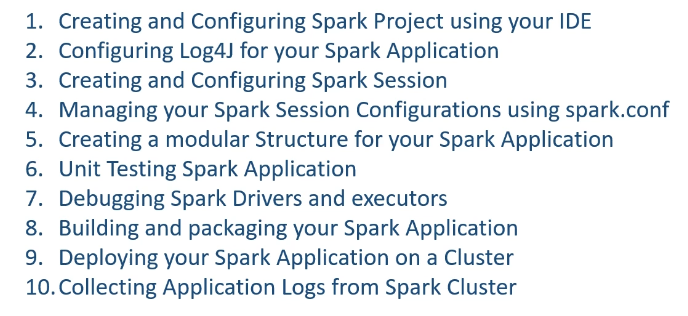 1. Creating and Configuring Spark Project using your IDE
2. Configuring Log4J for your Spark Application
3. Creating and Configuring Spark Session
4. Managing your Spark Session Configurations using spark.conf
5. Creating a modular Structure for your Spark Application
6. Unit Testing Spark Application
7. Debugging Spark Drivers and executors
8. Building and packaging your Spark Application
9. Deploying your Spark Application on a Cluster
10. Collecting Application Logs from Spark Cluster